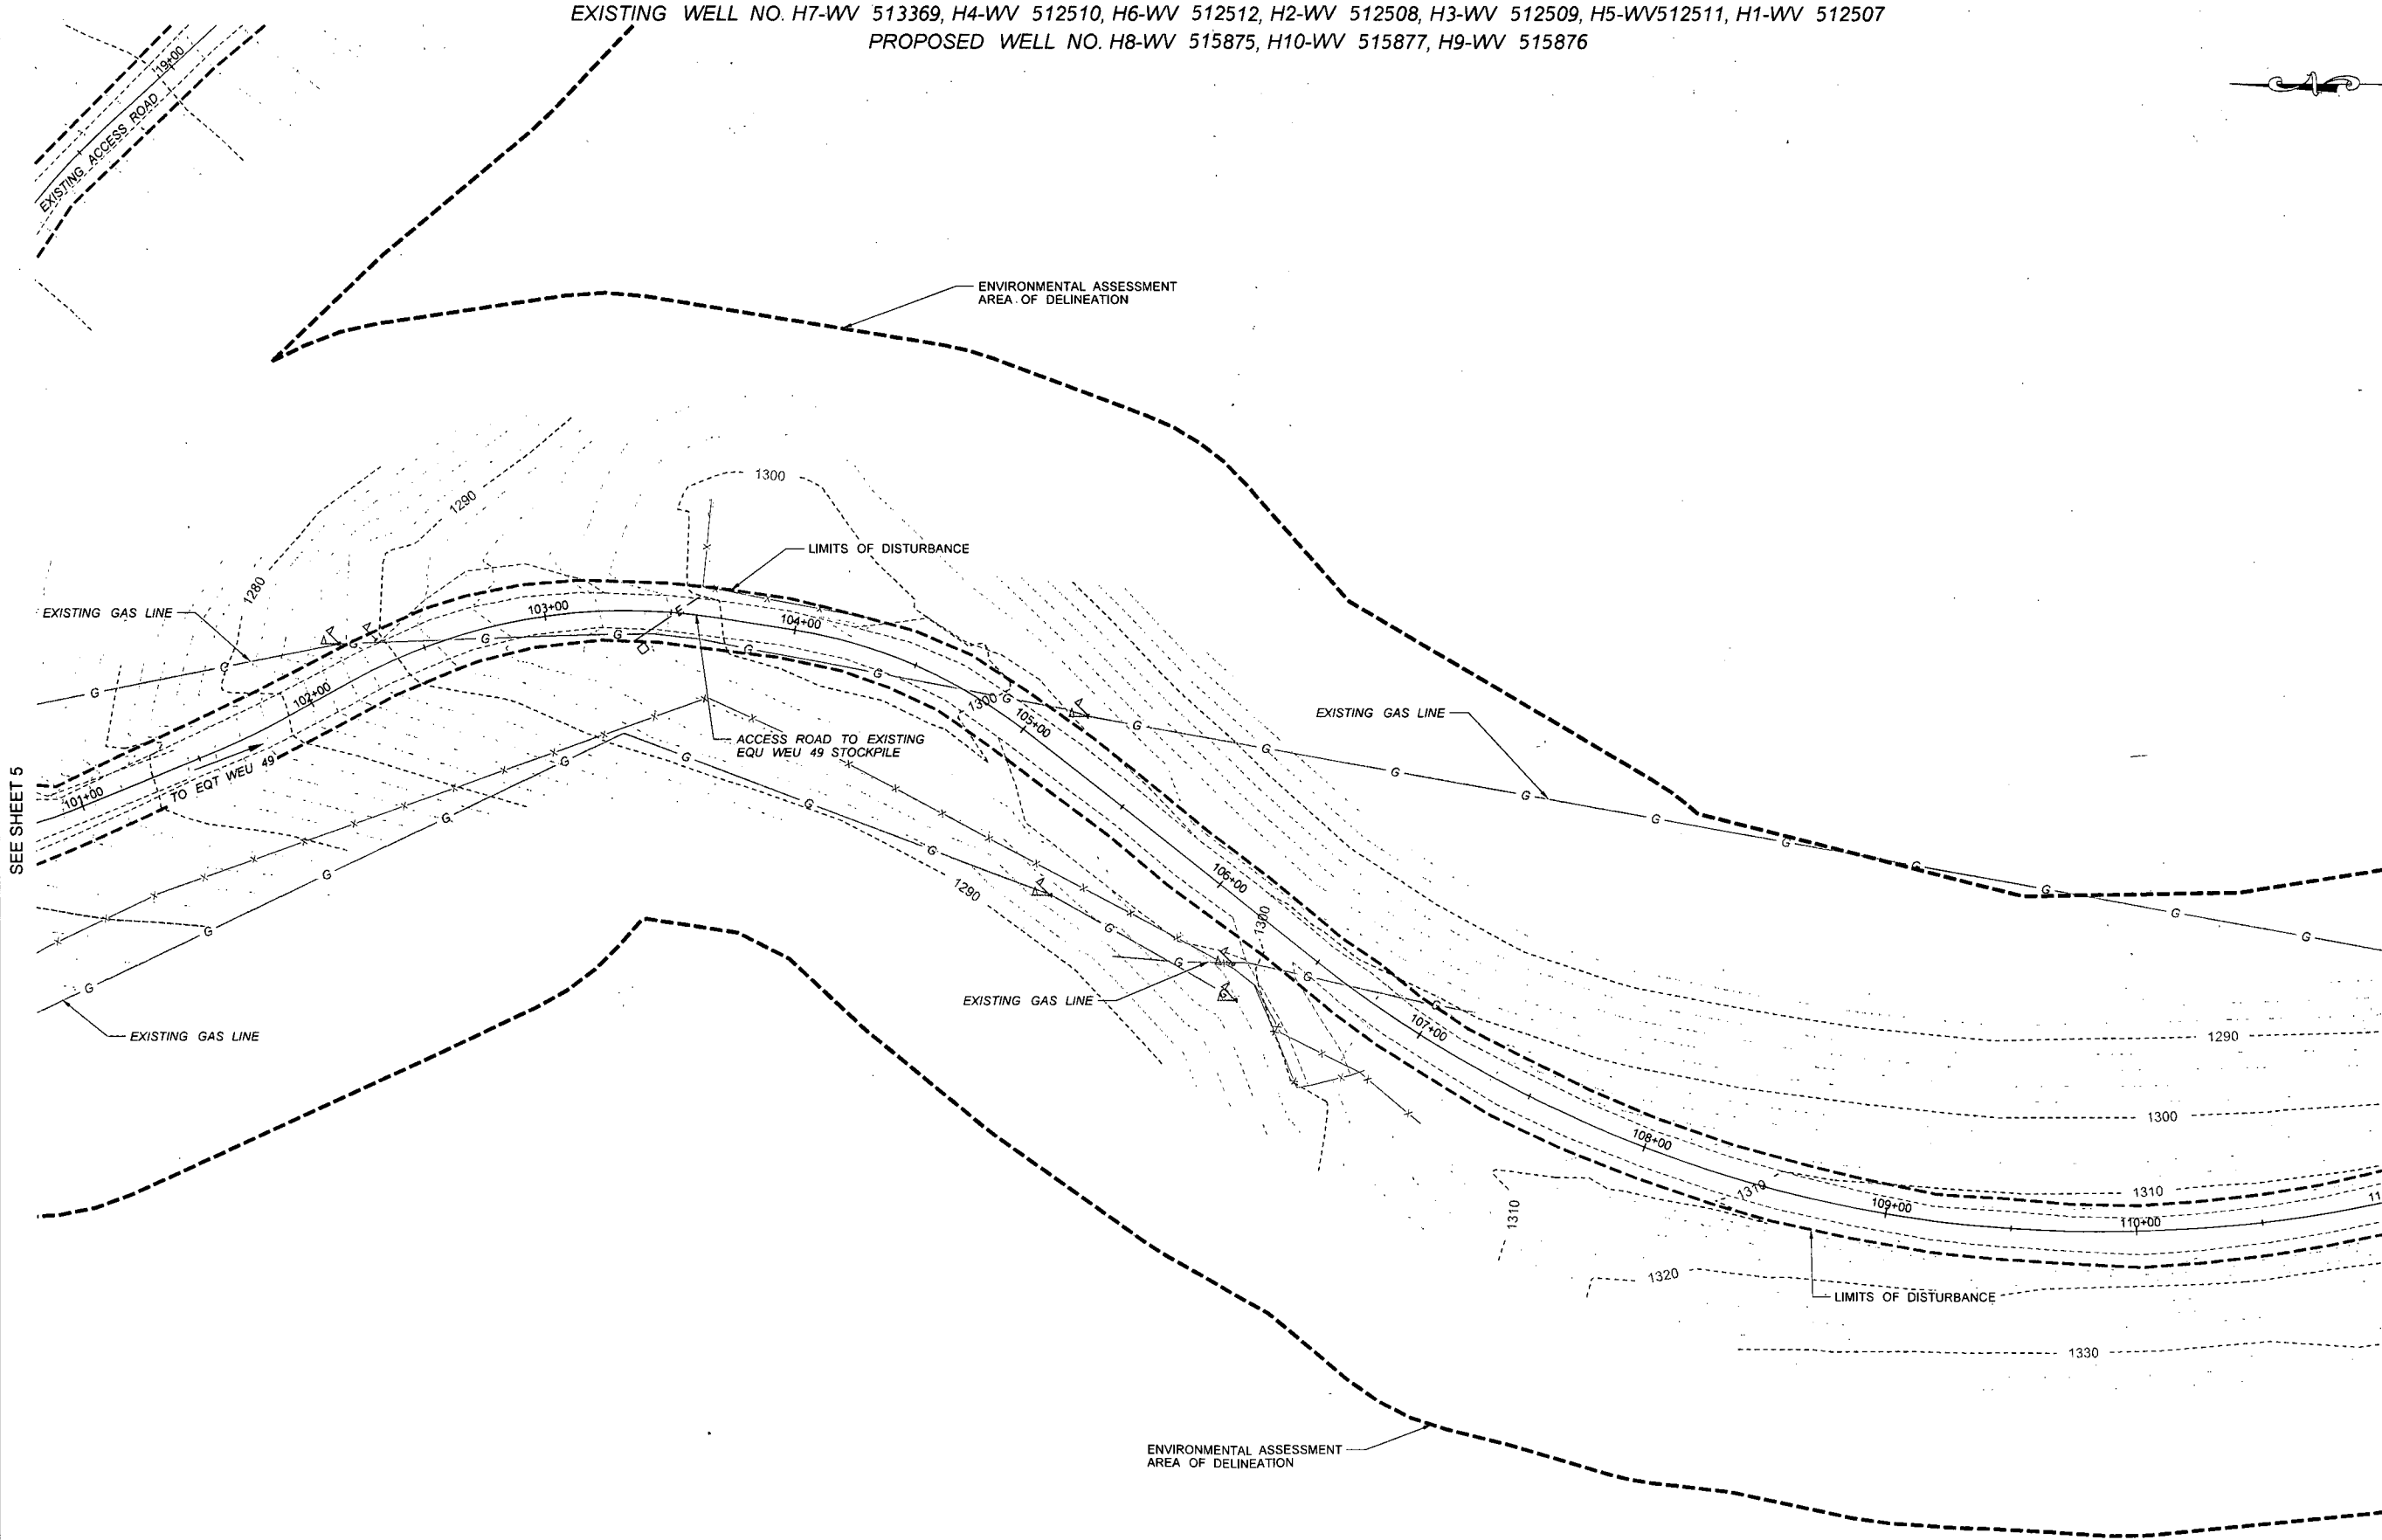 EXISTING WELL NO. H7-WV 513369, H4-WV 512510, H6-WV 512512, H2-WV 512508, H3-WV 512509, H5-WV512511, H1-WV 512507
PROPOSED WELL NO. H8-WV 515875, H10-WV 515877, H9-WV 515876
19+00
EXISTING ACCESS ROAD
ENVIRONMENTAL ASSESSMENT
AREA OF DELINEATION
1300
1290
LIMITS OF DISTURBANCE
1280
EXISTING GAS LINE
103+00
E
104+00
G
G
G
G
G
G
102+00
G
G
1300
G
105+00
G
G
EXISTING GAS LINE
ACCESS ROAD TO EXISTING
EQU WEU 49 STOCKPILE
TO EQT WEU 49
101+00
SEE SHEET 5
G
G
G
G
G
G
G
G
G
G
106+00
1290
G
G
G
G
1300
G
G
G
G
G
EXISTING GAS LINE
G
107+00
EXISTING GAS LINE
1290
1300
108+00
1310
1310
1310
109+00
110+00
11
1320
LIMITS OF DISTURBANCE
1330
ENVIRONMENTAL ASSESSMENT
AREA OF DELINEATION